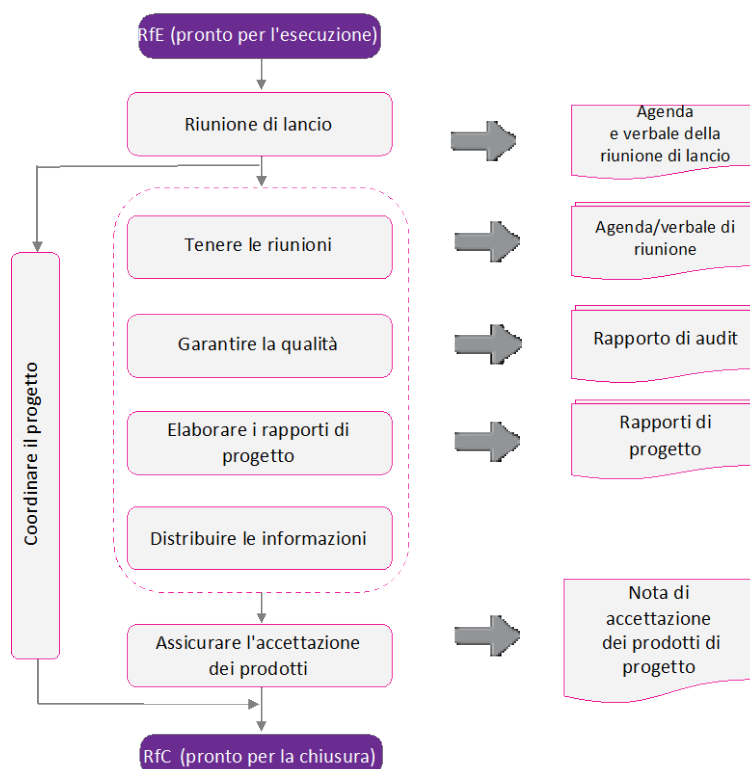 RfE (pronto per l'esecuzione)
Riunione di lancio
Agenda
e verbale della
riunione di lancio
Coordinare il progetto
Tenere le riunioni
Agenda/verbale di
riunione
Garantire la qualità
Rapporto di audit
Elaborare i rapporti di
progetto
Rapporti di
progetto
Distribuire le informazioni
Assicurare l'accettazione
dei prodotti
Nota di
accettazione
dei prodotti di
progetto
RfC (pronto per la chiusura)